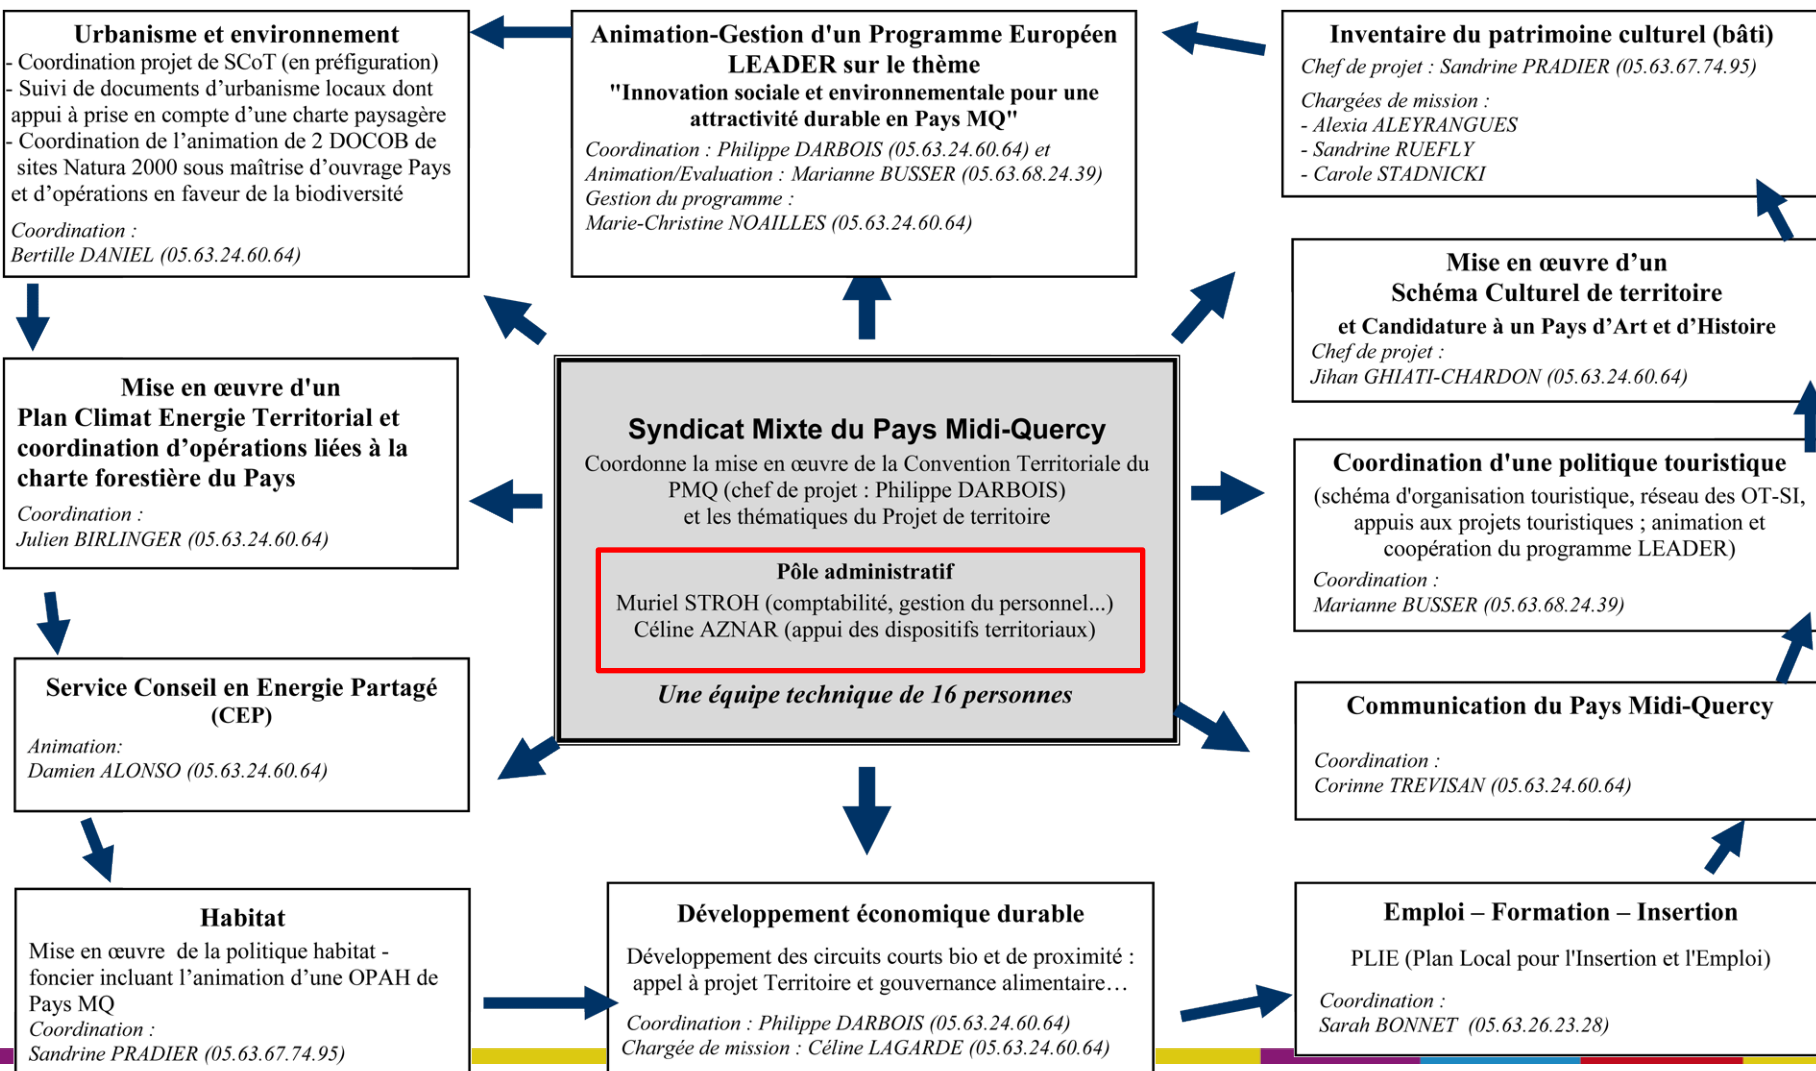 Urbanisme et environnement
- Coordination projet de SCoT (en préfiguration)
- Suivi de documents d’urbanisme locaux dont
appui à prise en compte d’une charte paysagère
- Coordination de l’animation de 2 DOCOB de
sites Natura 2000 sous maîtrise d’ouvrage Pays
et d’opérations en faveur de la biodiversité
Coordination :
Bertille DANIEL (05.63.24.60.64)
Animation-Gestion d'un Programme Européen
LEADER sur le thème
"Innovation sociale et environnementale pour une
attractivité durable en Pays MQ"
Coordination : Philippe DARBOIS (05.63.24.60.64) et
Animation/Evaluation : Marianne BUSSER (05.63.68.24.39)
Gestion du programme :
Marie-Christine NOAILLES (05.63.24.60.64)
Inventaire du patrimoine culturel (bâti)
Chef de projet : Sandrine PRADIER (05.63.67.74.95)
Chargées de mission :
- Alexia ALEYRANGUES
- Sandrine RUEFLY
- Carole STADNICKI
Mise en œuvre d’un
Schéma Culturel de territoire
et Candidature à un Pays d’Art et d’Histoire
Chef de projet :
Jihan GHIATI-CHARDON (05.63.24.60.64)
Mise en œuvre d'un
Plan Climat Energie Territorial et
coordination d’opérations liées à la
charte forestière du Pays
Coordination :
Julien BIRLINGER (05.63.24.60.64)
Syndicat Mixte du Pays Midi-Quercy
Coordonne la mise en œuvre de la Convention Territoriale du
PMQ (chef de projet : Philippe DARBOIS)
et les thématiques du Projet de territoire
Pôle administratif
Muriel STROH (comptabilité, gestion du personnel...)
Céline AZNAR (appui des dispositifs territoriaux)
Une équipe technique de 16 personnes
Coordination d'une politique touristique
(schéma d'organisation touristique, réseau des OT-SI,
appuis aux projets touristiques ; animation et
coopération du programme LEADER)
Coordination :
Marianne BUSSER (05.63.68.24.39)
Service Conseil en Energie Partagé
(CEP)
Animation:
Damien ALONSO (05.63.24.60.64)
Communication du Pays Midi-Quercy
Coordination :
Corinne TREVISAN (05.63.24.60.64)
Habitat
Mise en œuvre de la politique habitat -
foncier incluant l’animation d’une OPAH de
Pays MQ
Coordination :
Sandrine PRADIER (05.63.67.74.95)
Développement économique durable
Développement des circuits courts bio et de proximité :
appel à projet Territoire et gouvernance alimentaire…
Coordination : Philippe DARBOIS (05.63.24.60.64)
Chargée de mission : Céline LAGARDE (05.63.24.60.64)
Emploi – Formation – Insertion
PLIE (Plan Local pour l'Insertion et l'Emploi)
Coordination :
Sarah BONNET (05.63.26.23.28)